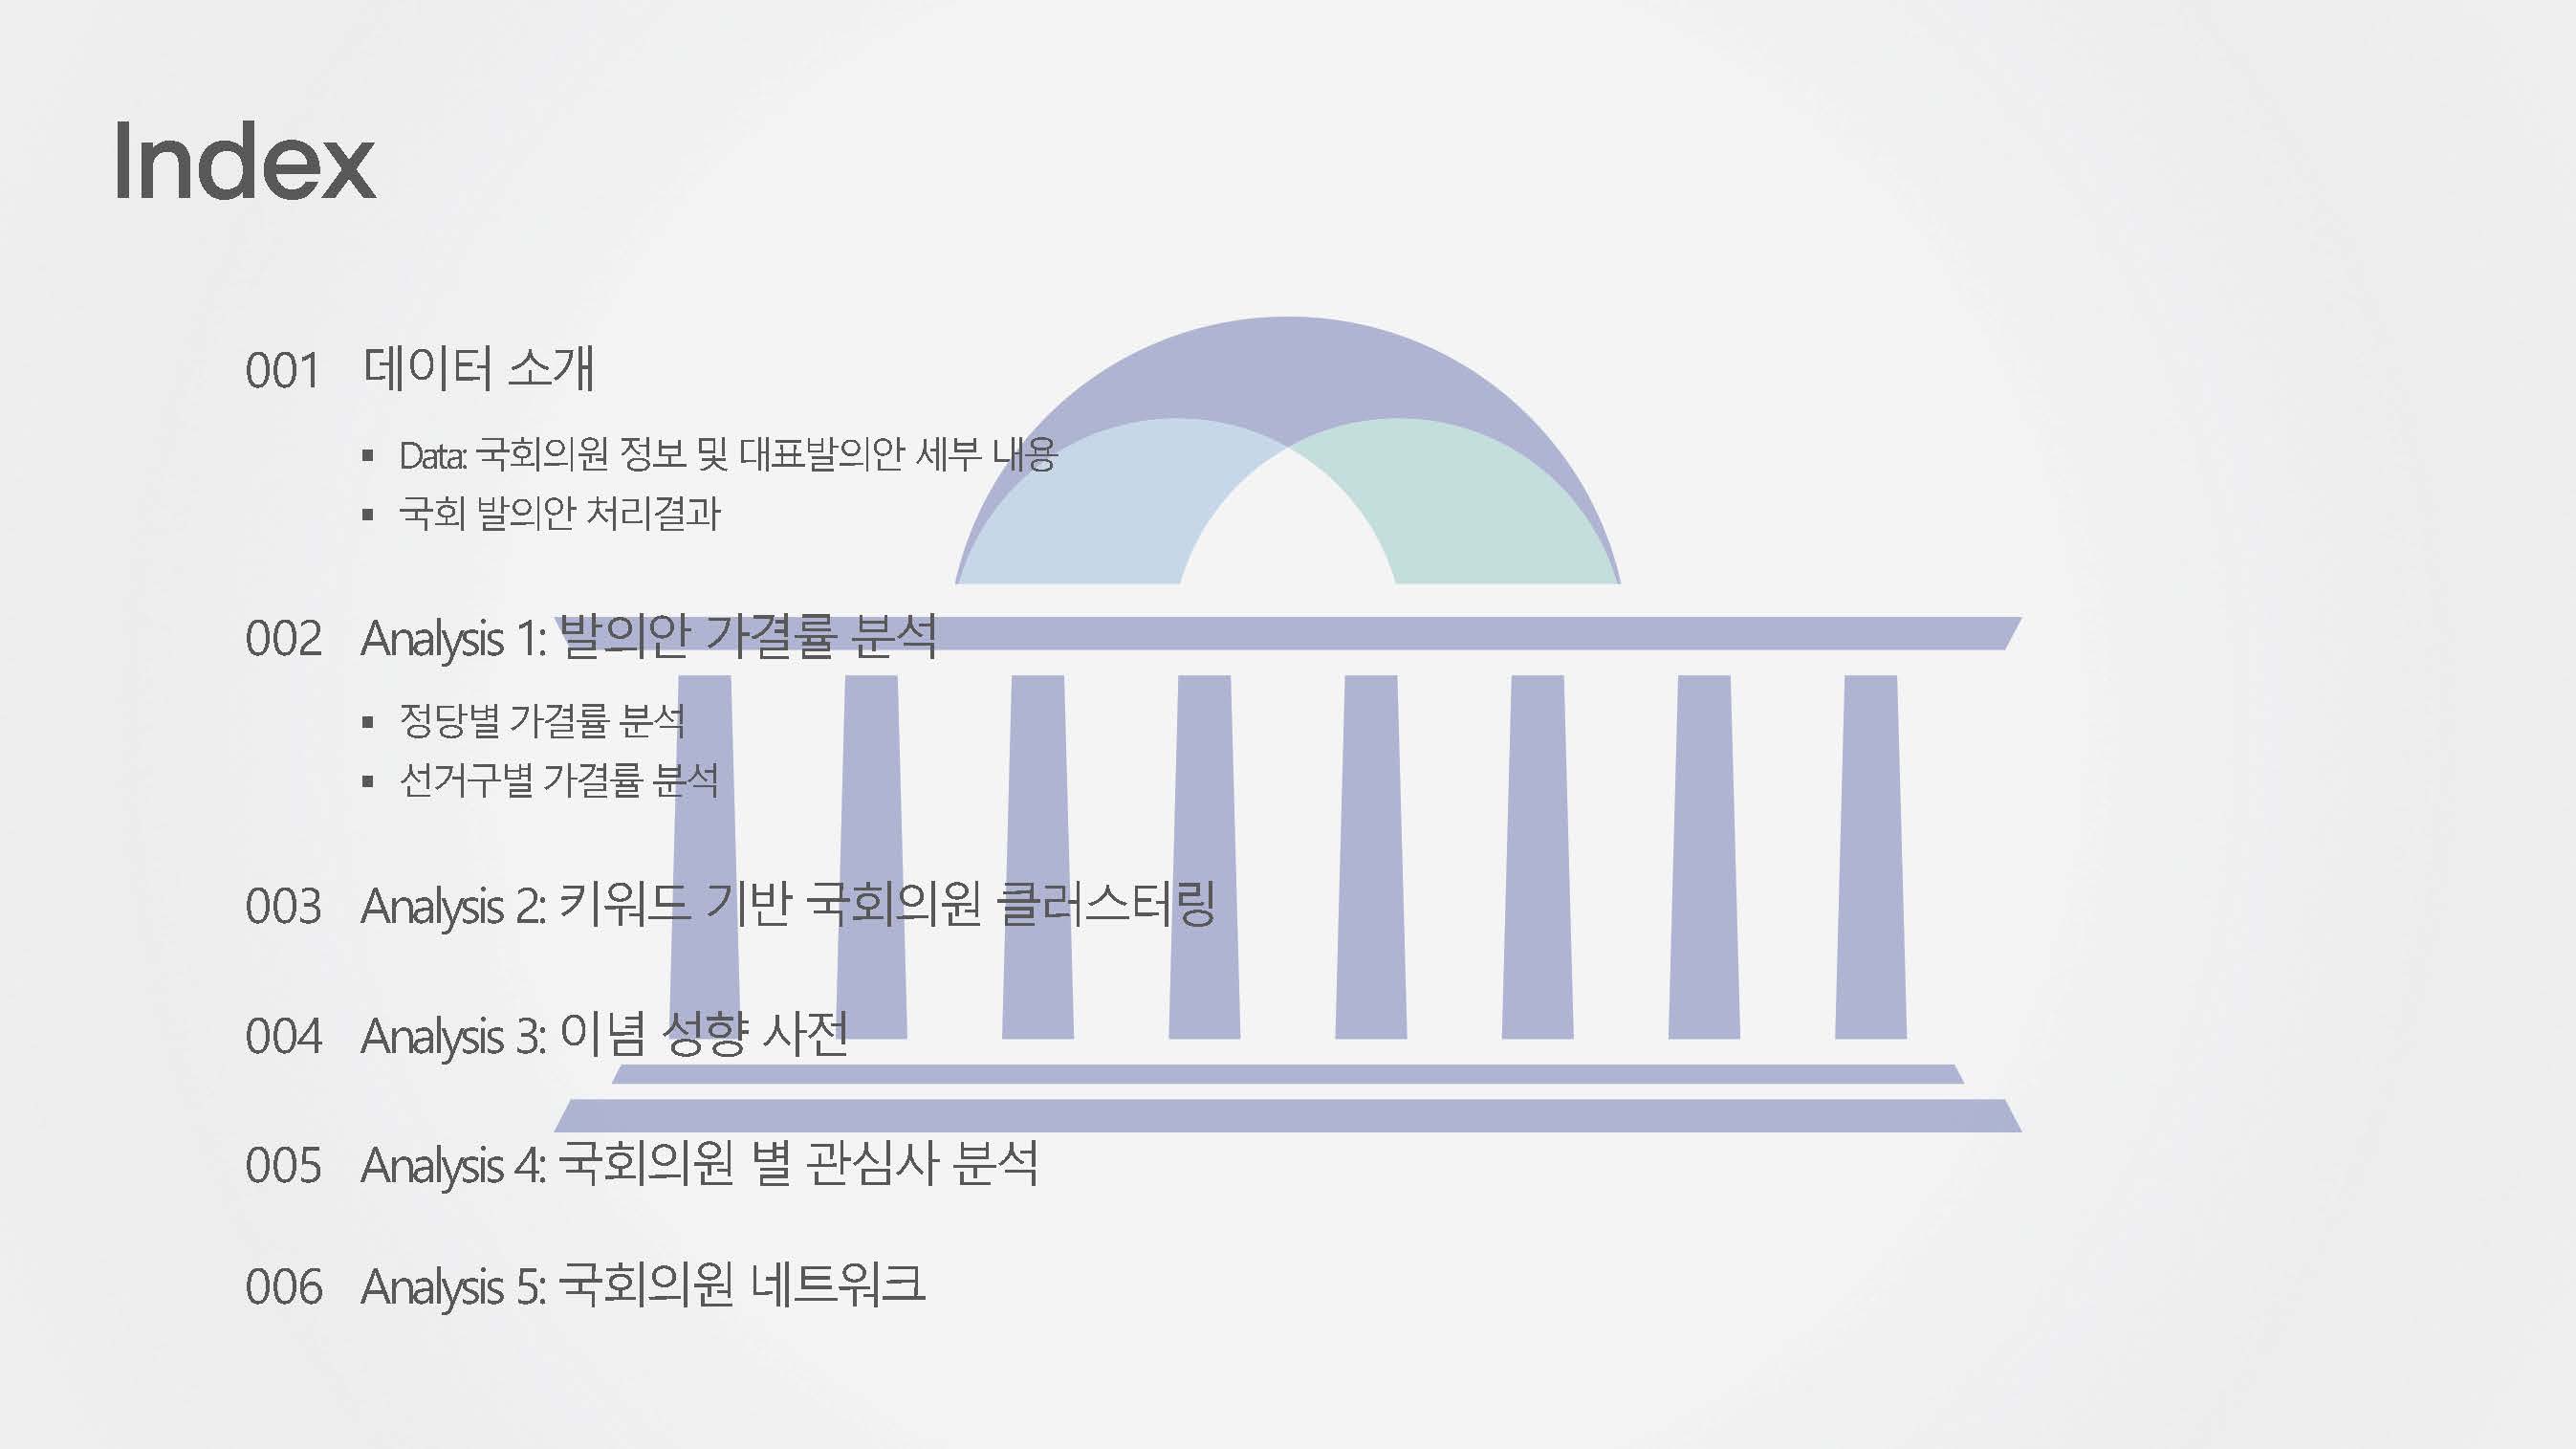 Index
001 데이터 소개
▪ Data: 국회의원 정보 및 대표발의안 세부 내용
▪ 국회 발의안 처리결과
002 Analysis 1: 발의안 가결률 분석
▪ 정당별 가결률 분석
▪ 선거구별 가결률 분석
003 Analysis 2: 키워드 기반 국회의원 클러스터링
004 Analysis 3: 이념 성향 사전
005 Analysis 4: 국회의원 별 관심사 분석
006 Analysis 5: 국회의원 네트워크